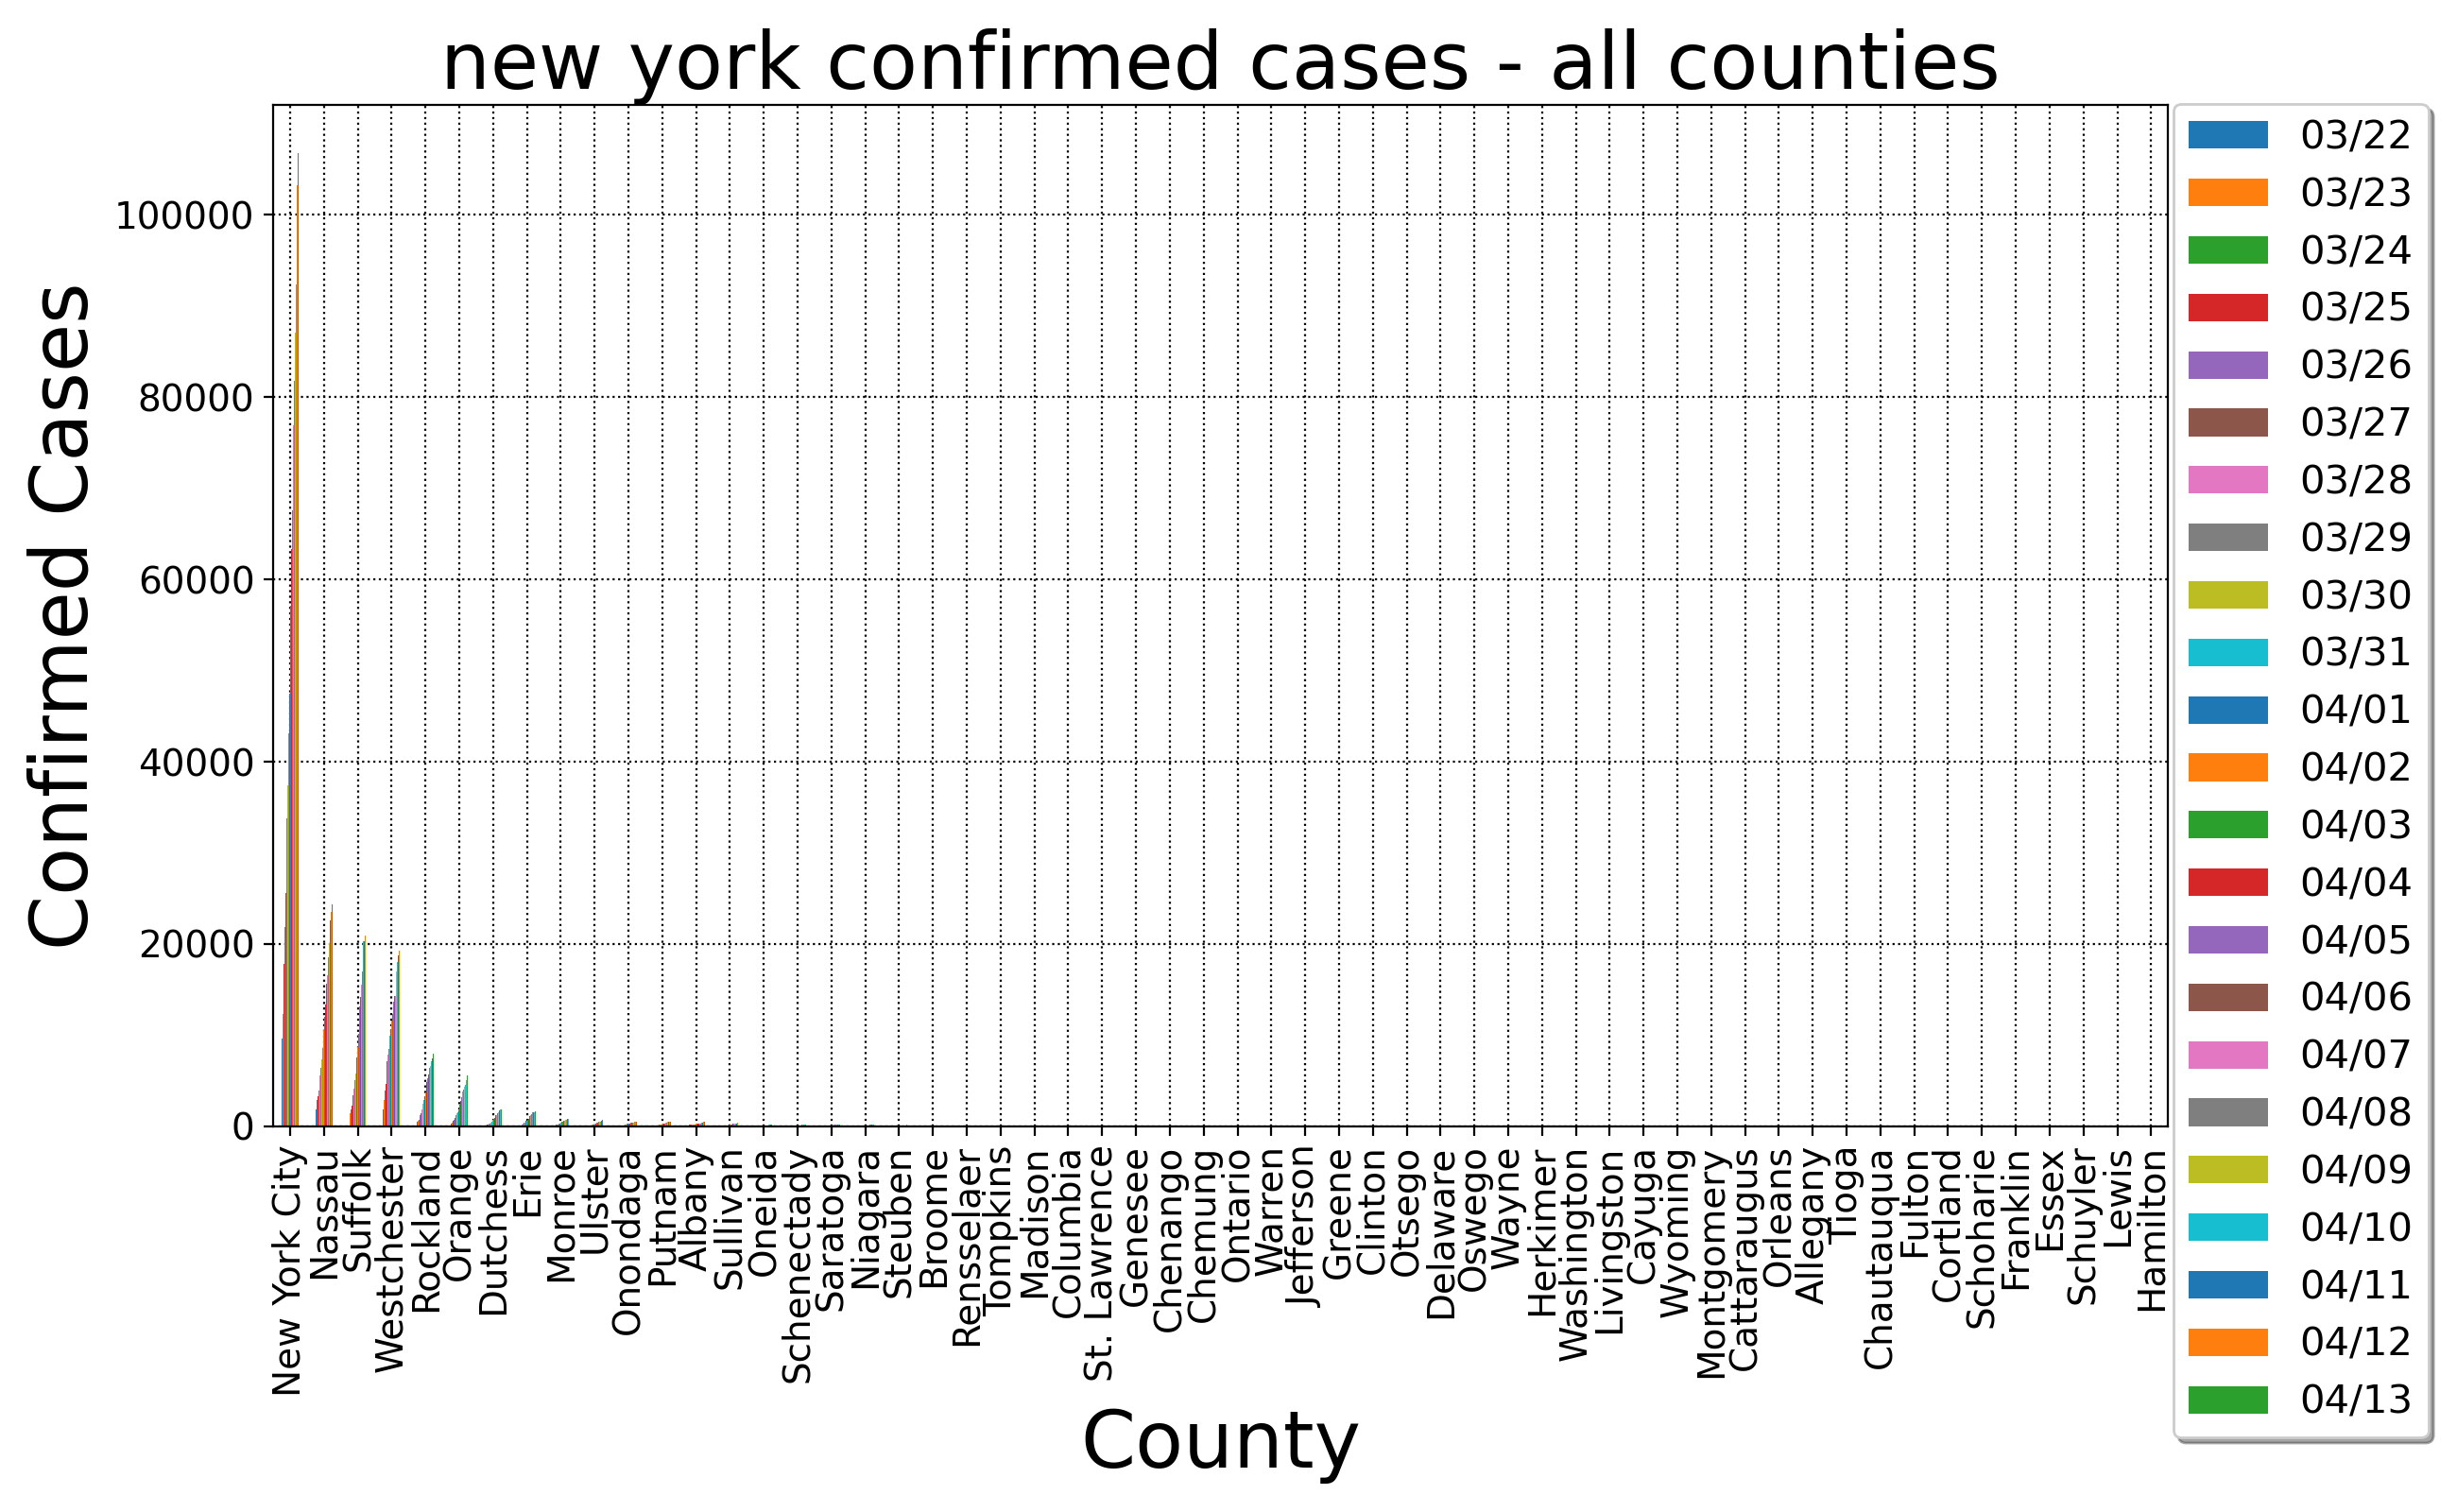 new york confirmed cases - all counties
Confirmed Cases
100000
80000
60000
40000
20000
0
New York City
Nassau
Suffolk
Westchester
Rockland
Orange
Dutchess
Erie
Monroe
Ulster
Onondaga
Putnam
Albany
Sullivan
Oneida
Schenectady
Saratoga
Niagara
Steuben
Broome
Rensselaer
Tompkins
Madison
Columbia
St. Lawrence
Genesee
Chenango
Chemung
Ontario
Warren
Jefferson
Greene
Clinton
Otsego
Delaware
Oswego
Wayne
Herkimer
Washington
Livingston
Cayuga
Wyoming
Montgomery
Cattaraugus
Orleans
Allegany
Tioga
Chautauqua
Fulton
Cortland
Schoharie
Franklin
Essex
Schuyler
Lewis
Hamilton
County
03/22
03/23
03/24
03/25
03/26
03/27
03/28
03/29
03/30
03/31
04/01
04/02
04/03
04/04
04/05
04/06
04/07
04/08
04/09
04/10
04/11
04/12
04/13